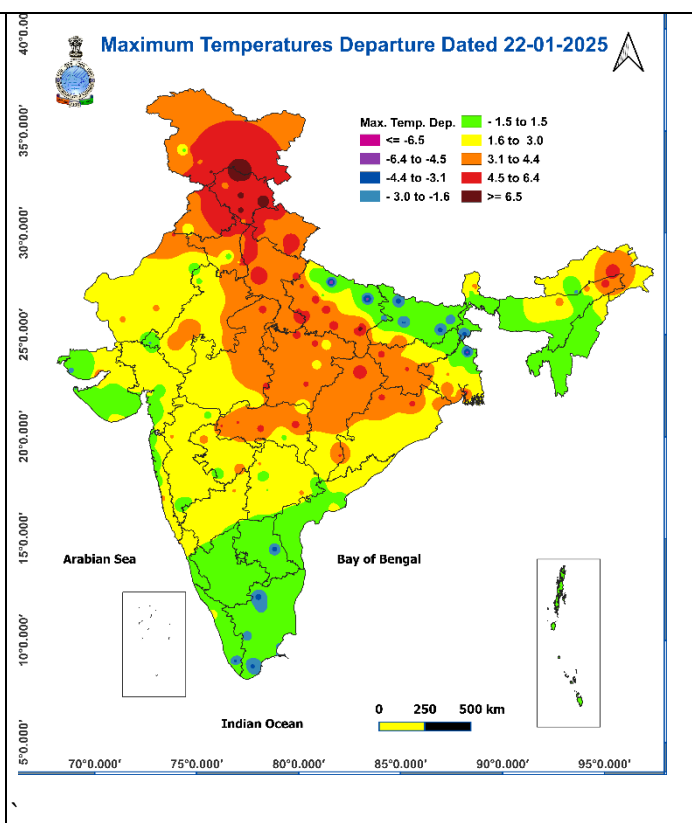 Maximum Temperatures Departure Dated 22-01-2025
Max. Temp. Dep.
<= -6.5
-6.4 to -4.5
-4.4 to -3.1
- 3.0 to -1.6
- 1.5 to 1.5
1.6 to 3.0
3.1 to 4.4
4.5 to 6.4
>= 6.5
40°0.000'
35°0.000'
30°0.000'
25°0.000'
20°0.000'
15°0.000'
10°0.000'
5°0.000'
Arabian Sea
Bay of Bengal
Indian Ocean
0 250 500 km
70°0.000' 75°0.000' 80°0.000' 85°0.000' 90°0.000' 95°0.000'
`